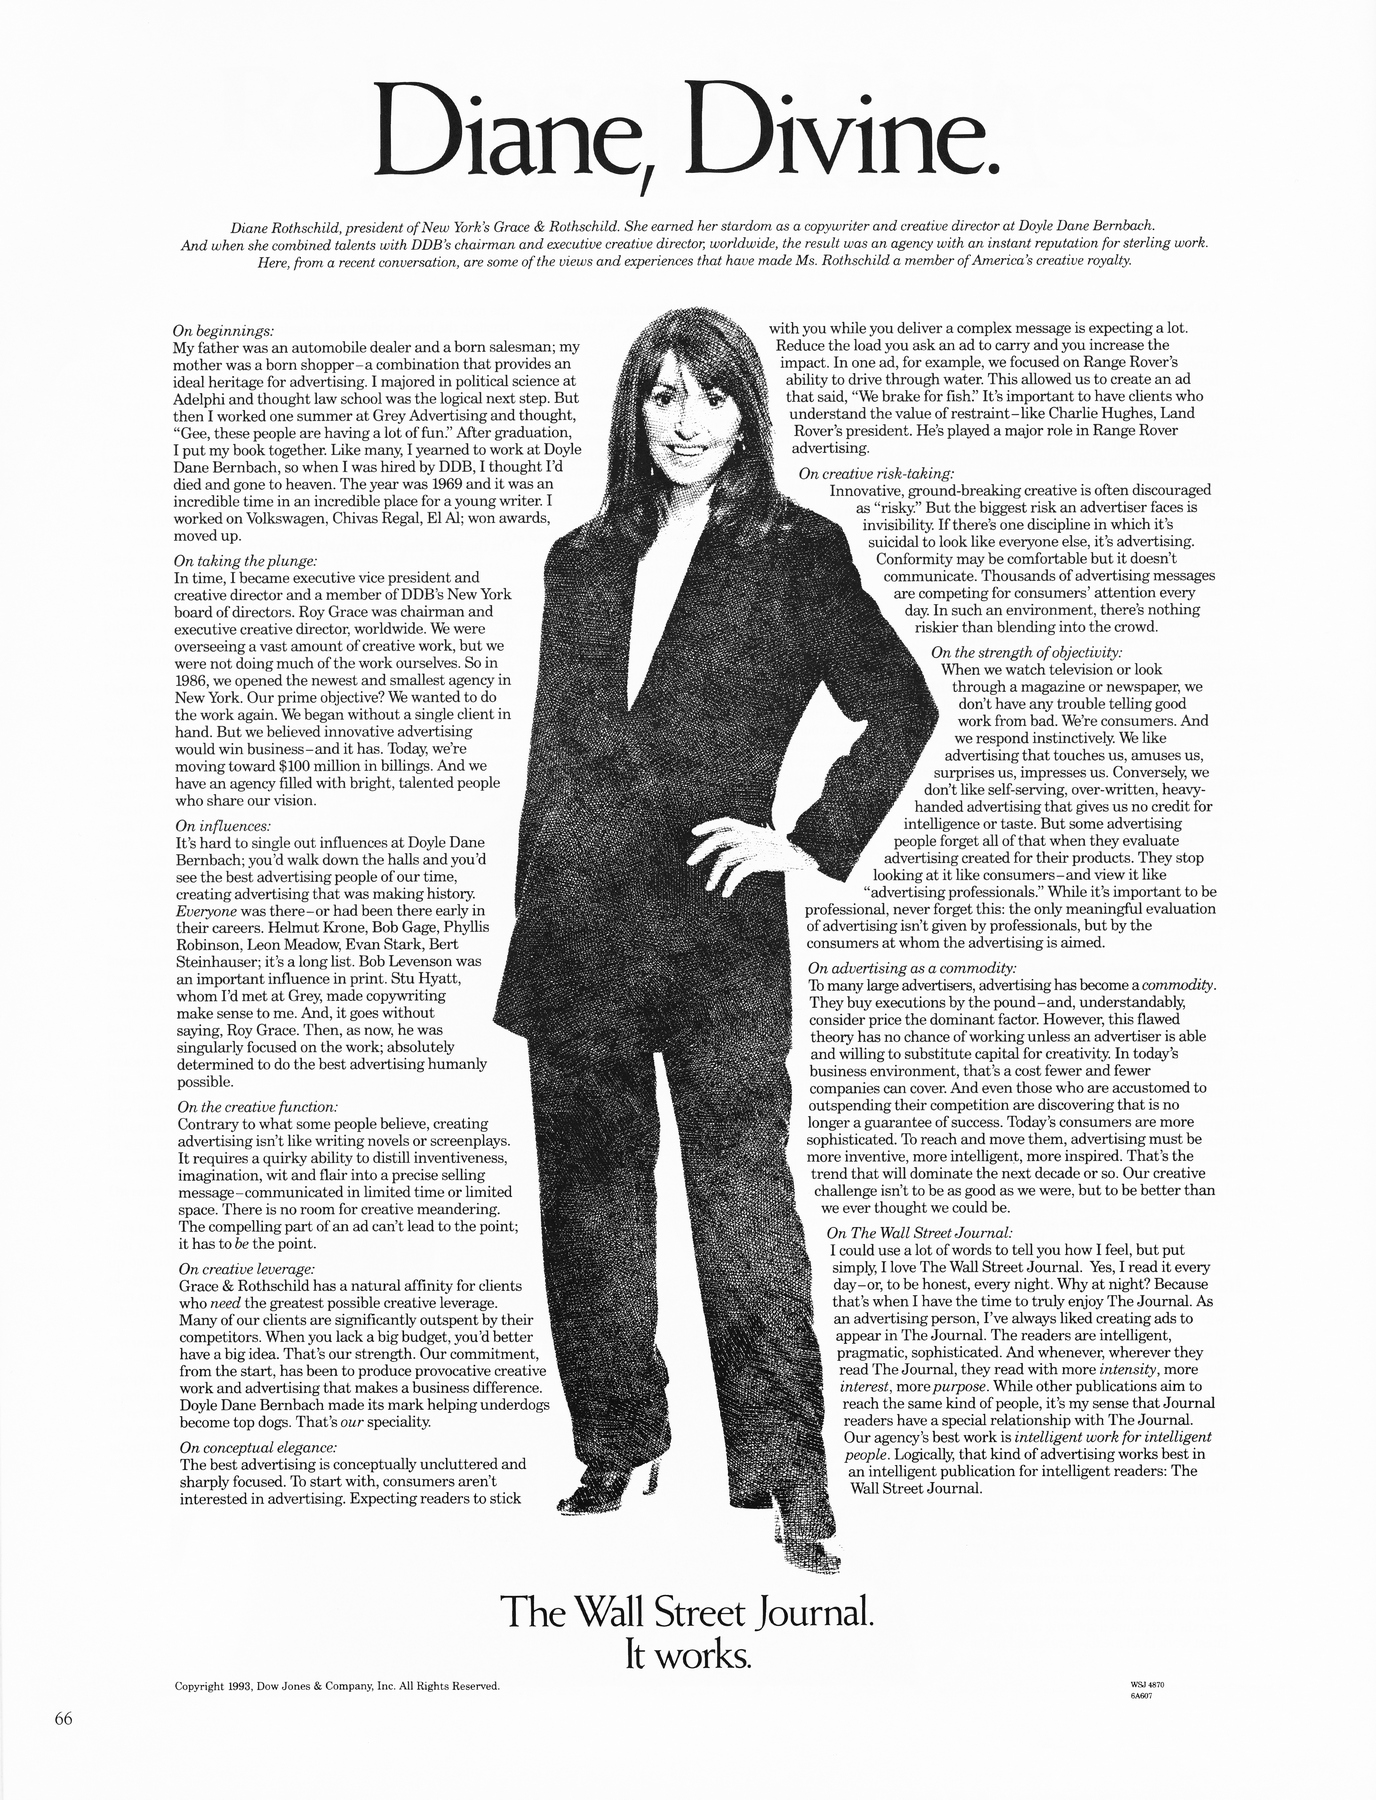 Diane, Divine.
Diane Rothschild, president of New York's Grace & Rothschild. She earned her stardom as a copywriter and creative director at Doyle Dane Bernbach.
And when she combined talents with DDB's chairman and executive creative director, worldwide, the result was an agency with an instant reputation for sterling work.
Here, from a recent conversation, are some of the views and experiences that have made Ms. Rothschild a member of America's creative royalty.
On beginnings:
My father was an automobile dealer and a born salesman; my
mother was a born shopper–a combination that provides an
ideal heritage for advertising. I majored in political science at
Adelphi and thought law school was the logical next step. But
then I worked one summer at Grey Advertising and thought,
“Gee, these people are having a lot of fun.” After graduation,
I put my book together. Like many, I yearned to work at Doyle
Dane Bernbach, so when I was hired by DDB, I thought I'd
died and gone to heaven. The year was 1969 and it was an
incredible time in an incredible place for a young writer. I
worked on Volkswagen, Chivas Regal, El Al; won awards,
moved up.
On taking the plunge:
In time, I became executive vice president and
creative director and a member of DDB's New York
board of directors. Roy Grace was chairman and
executive creative director, worldwide. We were
overseeing a vast amount of creative work, but we
were not doing much of the work ourselves. So in
1986, we opened the newest and smallest agency in
New York. Our prime objective? We wanted to do
the work again. We began without a single client in
hand. But we believed innovative advertising
would win business–and it has. Today, we're
moving toward $100 million in billings. And we
have an agency filled with bright, talented people
who share our vision.
On influences:
It's hard to single out influences at Doyle Dane
Bernbach; you'd walk down the halls and you'd
see the best advertising people of our time,
creating advertising that was making history.
Everyone was there–or had been there early in
their careers. Helmut Krone, Bob Gage, Phyllis
Robinson, Leon Meadow, Evan Stark, Bert
Steinhauser; it's a long list. Bob Levenson was
an important influence in print. Stu Hyatt,
whom I'd met at Grey, made copywriting
make sense to me. And, it goes without
saying, Roy Grace. Then, as now, he was
singularly focused on the work; absolutely
determined to do the best advertising humanly
possible.
On the creative function:
Contrary to what some people believe, creating
advertising isn't like writing novels or screenplays.
It requires a quirky ability to distill inventiveness,
imagination, wit and flair into a precise selling
message–communicated in limited time or limited
space. There is no room for creative meandering.
The compelling part of an ad can't lead to the point;
it has to be the point.
On creative leverage:
Grace & Rothschild has a natural affinity for clients
who need the greatest possible creative leverage.
Many of our clients are significantly outspent by their
competitors. When you lack a big budget, you'd better
have a big idea. That's our strength. Our commitment,
from the start, has been to produce provocative creative
work and advertising that makes a business difference.
Doyle Dane Bernbach made its mark helping underdogs
become top dogs. That's our speciality.
On conceptual elegance:
The best advertising is conceptually uncluttered and
sharply focused. To start with, consumers aren't
interested in advertising. Expecting readers to stick
with you while you deliver a complex message is expecting a lot.
Reduce the load you ask an ad to carry and you increase the
impact. In one ad, for example, we focused on Range Rover's
ability to drive through water. This allowed us to create an ad
that said, “We brake for fish.” It's important to have clients who
understand the value of restraint–like Charlie Hughes, Land
Rover's president. He's played a major role in Range Rover
advertising.
On creative risk-taking:
Innovative, ground-breaking creative is often discouraged
as “risky.” But the biggest risk an advertiser faces is
invisibility. If there's one discipline in which it's
suicidal to look like everyone else, it's advertising.
Conformity may be comfortable but it doesn't
communicate. Thousands of advertising messages
are competing for consumers' attention every
day. In such an environment, there's nothing
riskier than blending into the crowd.
On the strength of objectivity:
When we watch television or look
through a magazine or newspaper, we
don't have any trouble telling good
work from bad. We're consumers. And
we respond instinctively. We like
advertising that touches us, amuses us,
surprises us, impresses us. Conversely, we
don't like self-serving, over-written, heavy-
handed advertising that gives us no credit for
intelligence or taste. But some advertising
people forget all of that when they evaluate
advertising created for their products. They stop
looking at it like consumers–and view it like
“advertising professionals.” While it's important to be
professional, never forget this: the only meaningful evaluation
of advertising isn't given by professionals, but by the
consumers at whom the advertising is aimed.
On advertising as a commodity:
To many large advertisers, advertising has become a commodity.
They buy executions by the pound–and, understandably,
consider price the dominant factor. However, this flawed
theory has no chance of working unless an advertiser is able
and willing to substitute capital for creativity. In today's
business environment, that's a cost fewer and fewer
companies can cover. And even those who are accustomed to
outspending their competition are discovering that is no
longer a guarantee of success. Today's consumers are more
sophisticated. To reach and move them, advertising must be
more inventive, more intelligent, more inspired. That's the
trend that will dominate the next decade or so. Our creative
challenge isn't to be as good as we were, but to be better than
we ever thought we could be.
On The Wall Street Journal:
I could use a lot of words to tell you how I feel, but put
simply, I love The Wall Street Journal. Yes, I read it every
day–or, to be honest, every night. Why at night? Because
that's when I have the time to truly enjoy The Journal. As
an advertising person, I've always liked creating ads to
appear in The Journal. The readers are intelligent,
pragmatic, sophisticated. And whenever, wherever they
read The Journal, they read with more intensity, more
interest, more purpose. While other publications aim to
reach the same kind of people, it's my sense that Journal
readers have a special relationship with The Journal.
Our agency's best work is intelligent work for intelligent
people. Logically, that kind of advertising works best in
an intelligent publication for intelligent readers: The
Wall Street Journal.
The Wall Street Journal.
It works.
Copyright 1993, Dow Jones & Company, Inc. All Rights Reserved.
WSJ 4870
6A607
66